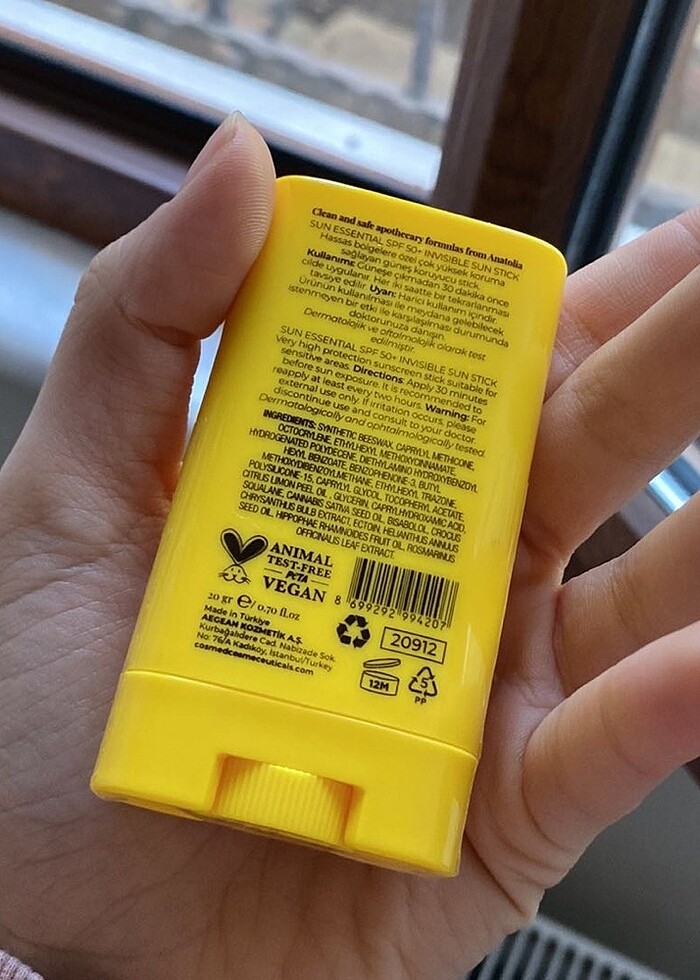 Clean and safe apothecary formulas from Anatolia
SUN ESSENTIAL SPF 50+ INVISIBLE SUN STICK
Hassas bölgelere özel çok yüksek koruma
sağlayan güneş koruyucu stick.
Kullanımı: Güneşe çıkmadan 30 dakika önce
cilde uygulanır. Her iki saatte bir tekrarlanması
tavsiye edilir. Uyarı: Harici kullanım içindir.
Ürünün kullanılması ile meydana gelebilecek
istenmeyen bir etki ile karşılaşılması durumunda
doktorunuza danışın.
Dermatolojik ve oftalmolojik olarak test
edilmiştir.
SUN ESSENTIAL SPF 50+ INVISIBLE SUN STICK
Very high protection sunscreen stick suitable for
sensitive areas. Directions: Apply 30 minutes
before sun exposure. It is recommended to
reapply at least every two hours. Warning: For
external use only. If irritation occurs, please
discontinue use and consult to your doctor.
Dermatologically and ophtalmologically tested.
INGREDIENTS: SYNTHETIC BEESWAX, CAPRYLYL METHICONE,
OCTOCRYLENE, ETHYLHEXYL METHOXYCINNAMATE,
HYDROGENATED POLYDECENE, DIETHYLAMINO HYDROXYBENZOYL
HEXYL BENZOATE, BENZOPHENONE-3, BUTYL
METHOXYDIBENZOYLMETHANE, ETHYLHEXYL TRIAZONE,
POLYSILICONE-15, CAPRYLYL GLYCOL, TOCOPHERYL ACETATE,
CITRUS LIMON PEEL OIL, GLYCERIN, CAPRYLHYDROXAMIC ACID,
SQUALANE, CANNABIS SATIVA SEED OIL, BISABOLOL, CROCUS
CHRYSANTHUS BULB EXTRACT, ECTOIN, HELIANTHUS ANNUUS
SEED OIL, HIPPOPHAE RHAMNOIDES FRUIT OIL, ROSMARINUS
OFFICINALIS LEAF EXTRACT.
ANIMAL
TEST-FREE
PETA
VEGAN
8 699292 994207
20 gr ℮/ 0.70 fl.oz
Made in Türkiye
AEGEAN KOZMETİK A.Ş.
Kurbağalıdere Cad. Nabizade Sok.
No: 76/A Kadıköy, İstanbul/Turkey
cosmedcosmeceuticals.com
20912
12M
5
PP